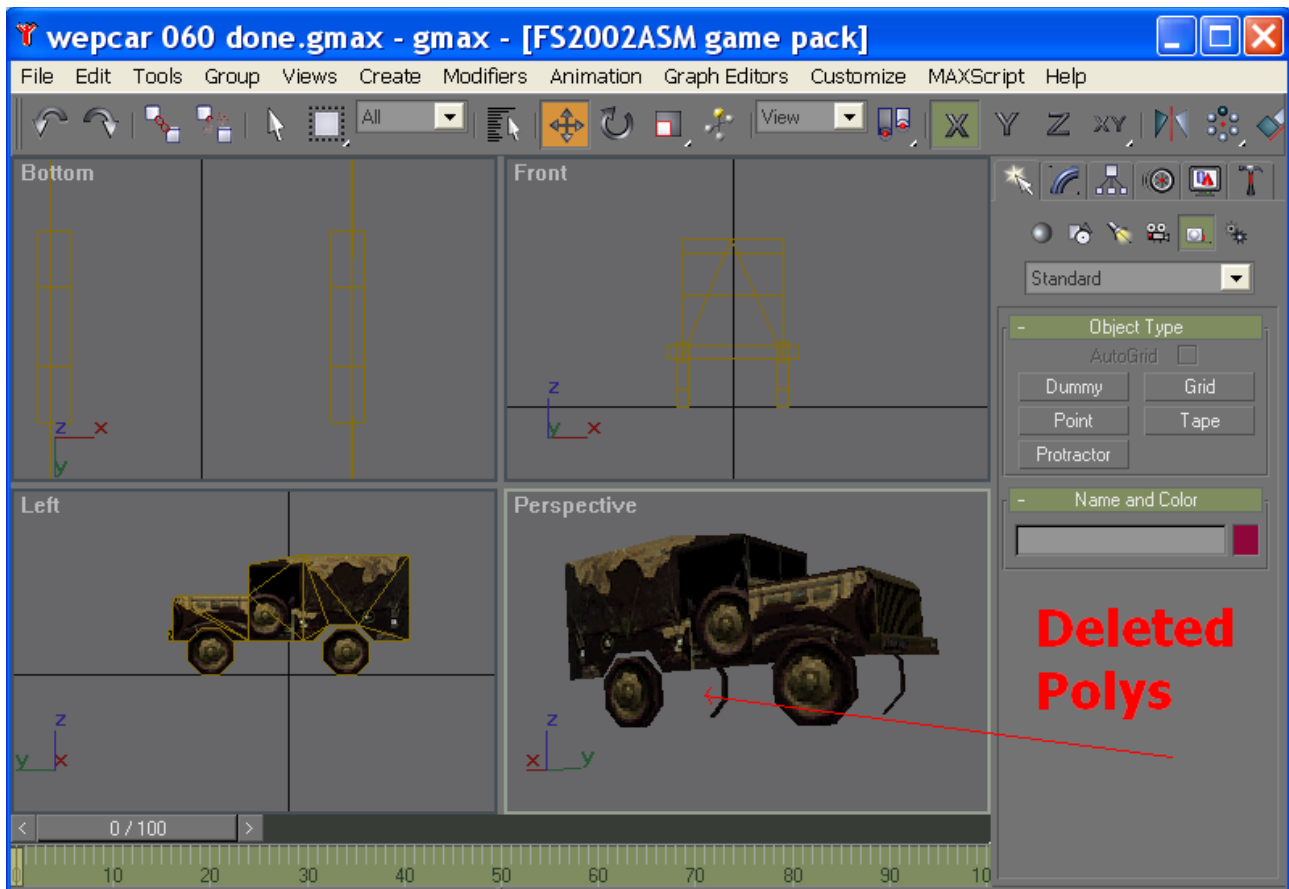 wepcar 060 done.gmax - gmax - [FS2002ASM game pack]
File Edit Tools Group Views Create Modifiers Animation Graph Editors Customize MAXScript Help
All View X Y Z XY
Bottom
Front
Standard
- Object Type
AutoGrid
Dummy Grid
Point Tape
Protractor
z x
y
z
y x
Left
Perspective
- Name and Color
Deleted
Polys
z
y x
z
x y
< 0 / 100 >
0 10 20 30 40 50 60 70 80 90 10